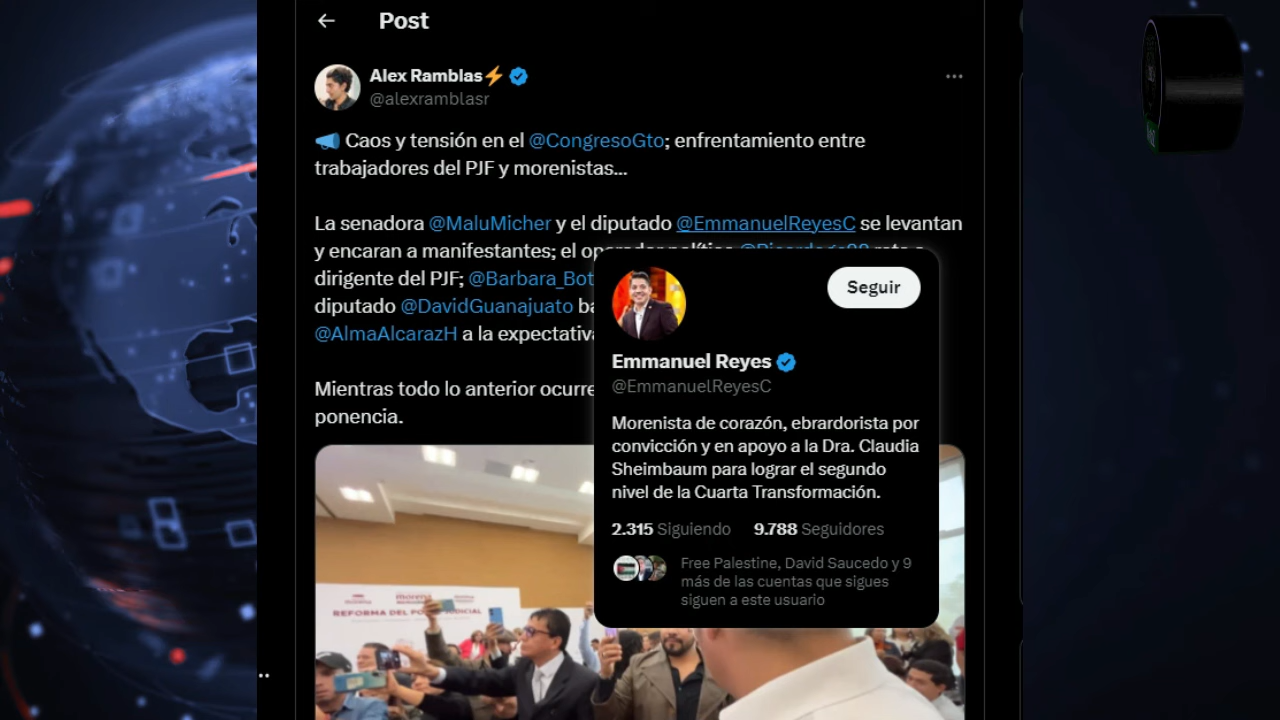 Post
Alex Ramblas⚡
@alexramblasr
📢 Caos y tensión en el @CongresoGto; enfrentamiento entre
trabajadores del PJF y morenistas...
La senadora @MaluMicher y el diputado @EmmanuelReyesC se levantan
y encaran a manifestantes; el
dirigente del PJF; @Barbara_Bot
diputado @DavidGuanajuato
@AlmaAlcarazH a la
Mientras todo lo anterior ocurre
ponencia.
Seguir
Emmanuel Reyes
@EmmanuelReyesC
Morenista de corazón, ebrardorista por
convicción y en apoyo a la Dra. Claudia
Sheimbaum para lograr el segundo
nivel de la Cuarta Transformación.
2.315 Siguiendo 9.788 Seguidores
Free Palestine, David Saucedo y 9
más de las cuentas que sigues
siguen a este usuario
morena
REFORMA DEL PODER JUDICIAL